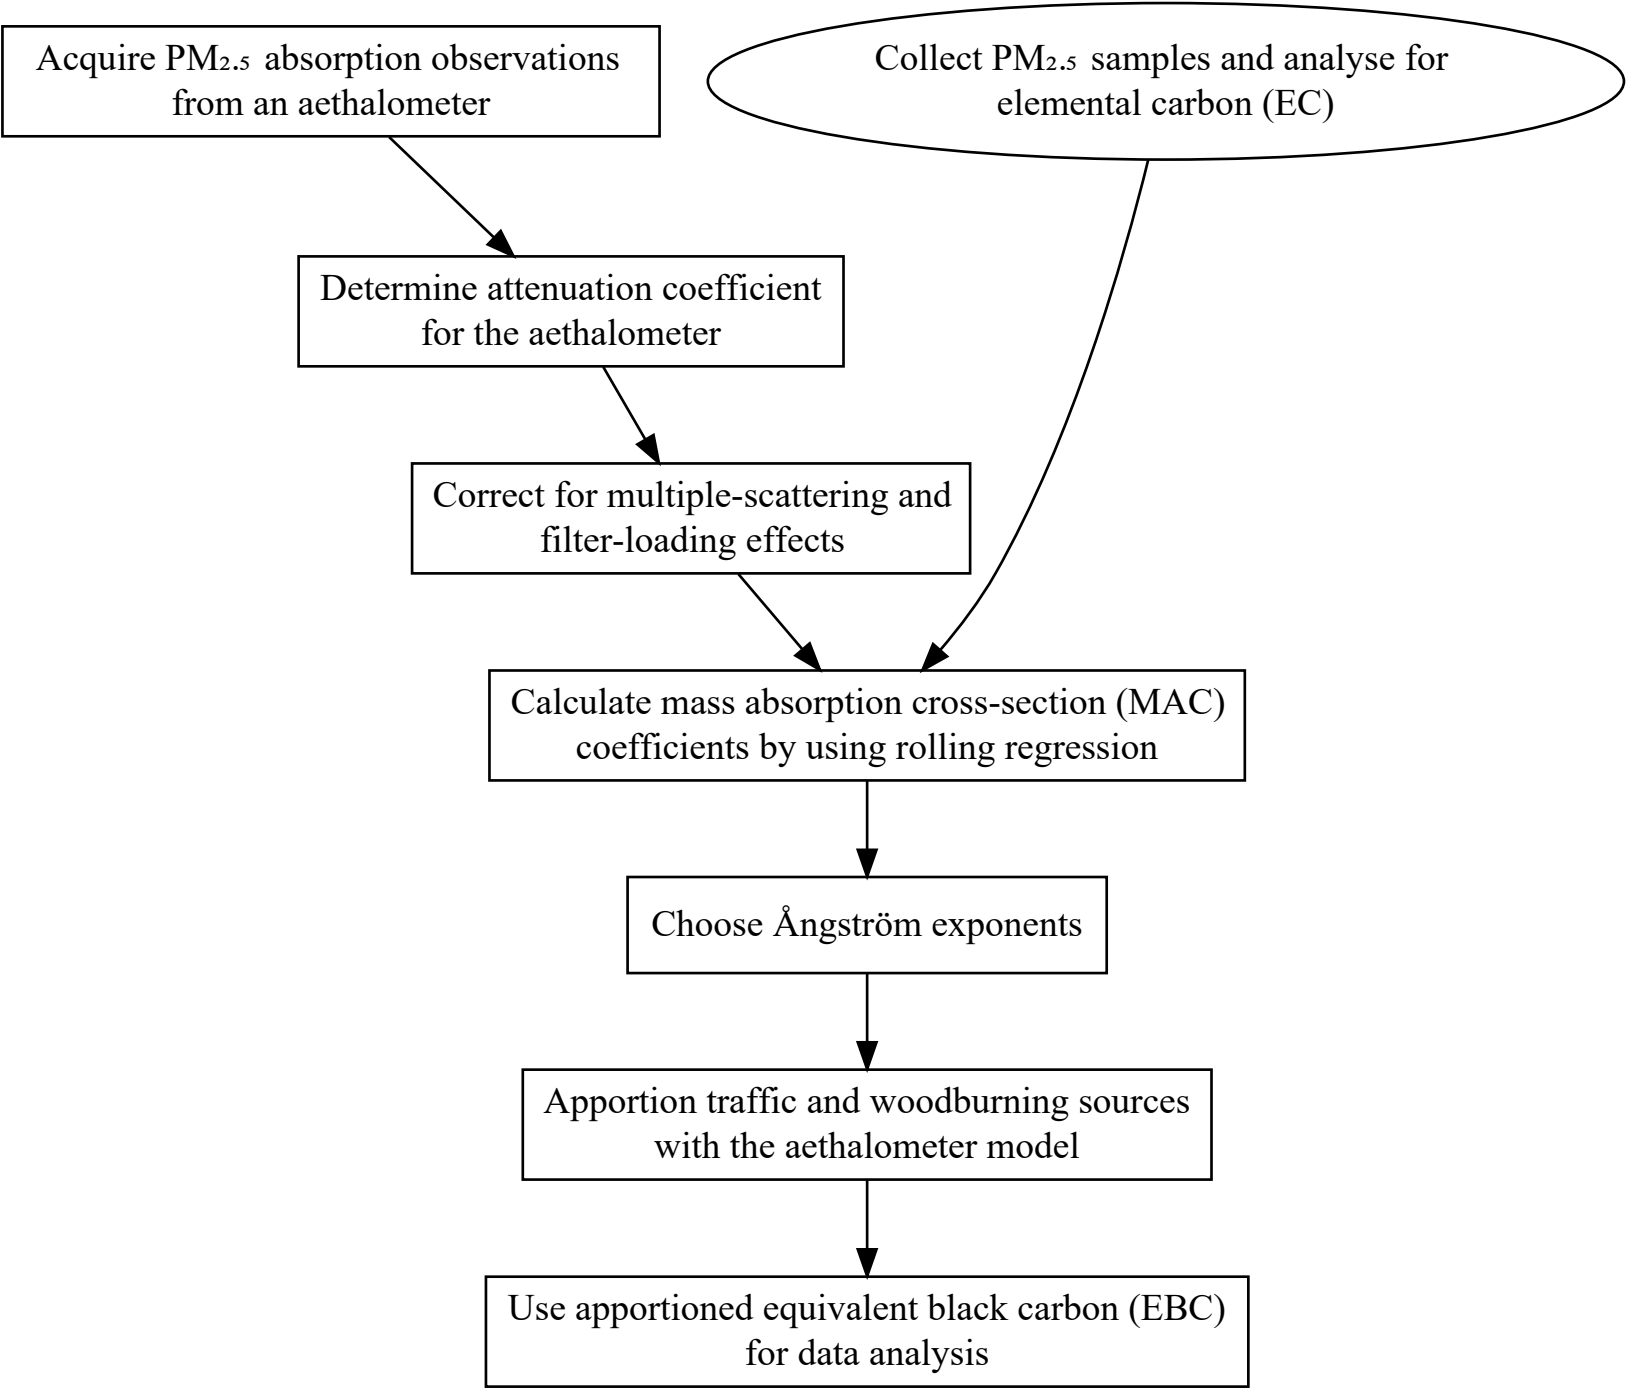 Acquire PM₂.₅ absorption observations
from an aethalometer
Collect PM₂.₅ samples and analyse for
elemental carbon (EC)
Determine attenuation coefficient
for the aethalometer
Correct for multiple-scattering and
filter-loading effects
Calculate mass absorption cross-section (MAC)
coefficients by using rolling regression
Choose Ångström exponents
Apportion traffic and woodburning sources
with the aethalometer model
Use apportioned equivalent black carbon (EBC)
for data analysis